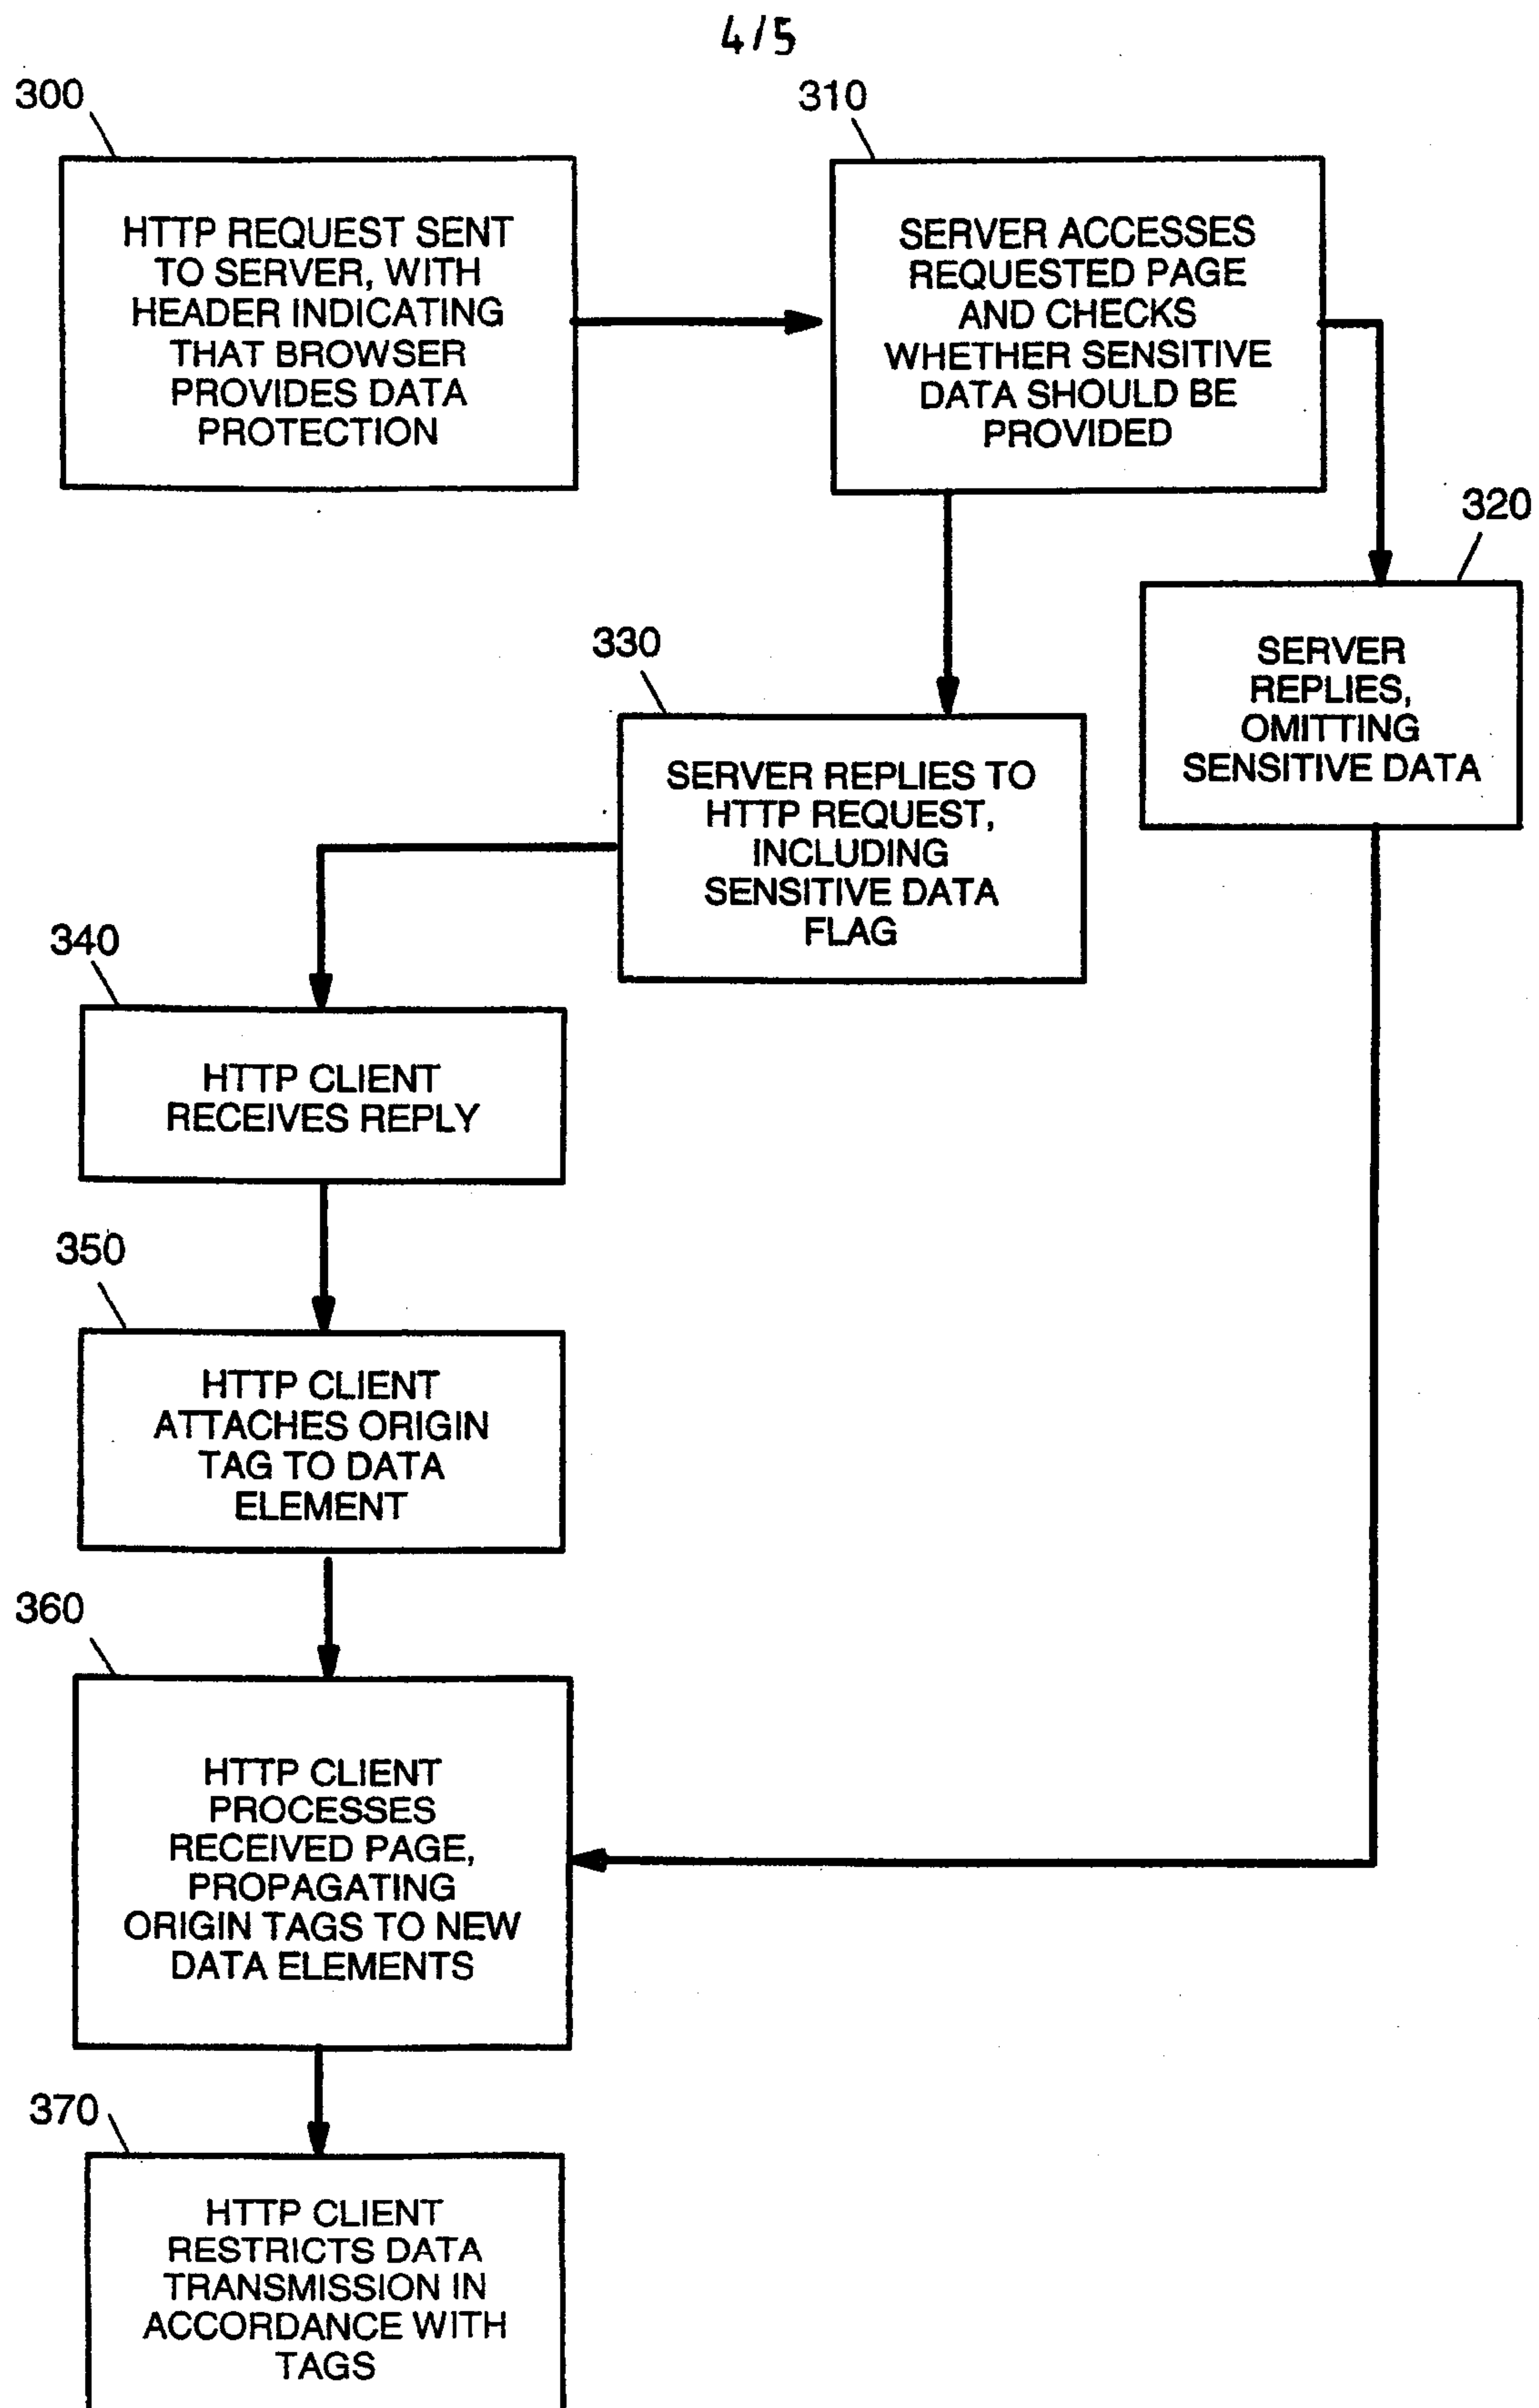 4/5
300
310
HTTP REQUEST SENT
TO SERVER, WITH
HEADER INDICATING
THAT BROWSER
PROVIDES DATA
PROTECTION
SERVER ACCESSES
REQUESTED PAGE
AND CHECKS
WHETHER SENSITIVE
DATA SHOULD BE
PROVIDED
320
SERVER
REPLIES,
OMITTING
SENSITIVE DATA
330
SERVER REPLIES TO
HTTP REQUEST,
INCLUDING
SENSITIVE DATA
FLAG
340
HTTP CLIENT
RECEIVES REPLY
350
HTTP CLIENT
ATTACHES ORIGIN
TAG TO DATA
ELEMENT
360
HTTP CLIENT
PROCESSES
RECEIVED PAGE,
PROPAGATING
ORIGIN TAGS TO NEW
DATA ELEMENTS
370
HTTP CLIENT
RESTRICTS DATA
TRANSMISSION IN
ACCORDANCE WITH
TAGS